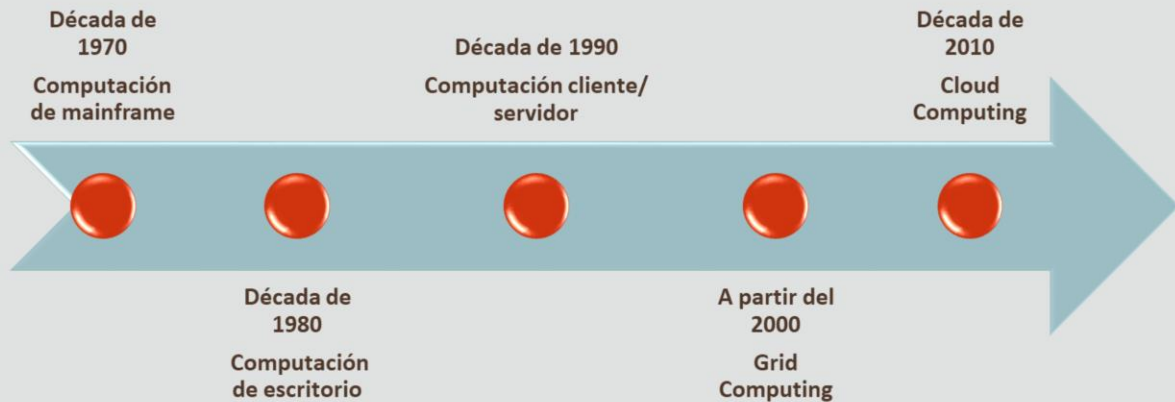 Década de
1970
Computación
de mainframe
Década de
1980
Computación
de escritorio
Década de 1990
Computación cliente/
servidor
A partir del
2000
Grid
Computing
Década de
2010
Cloud
Computing